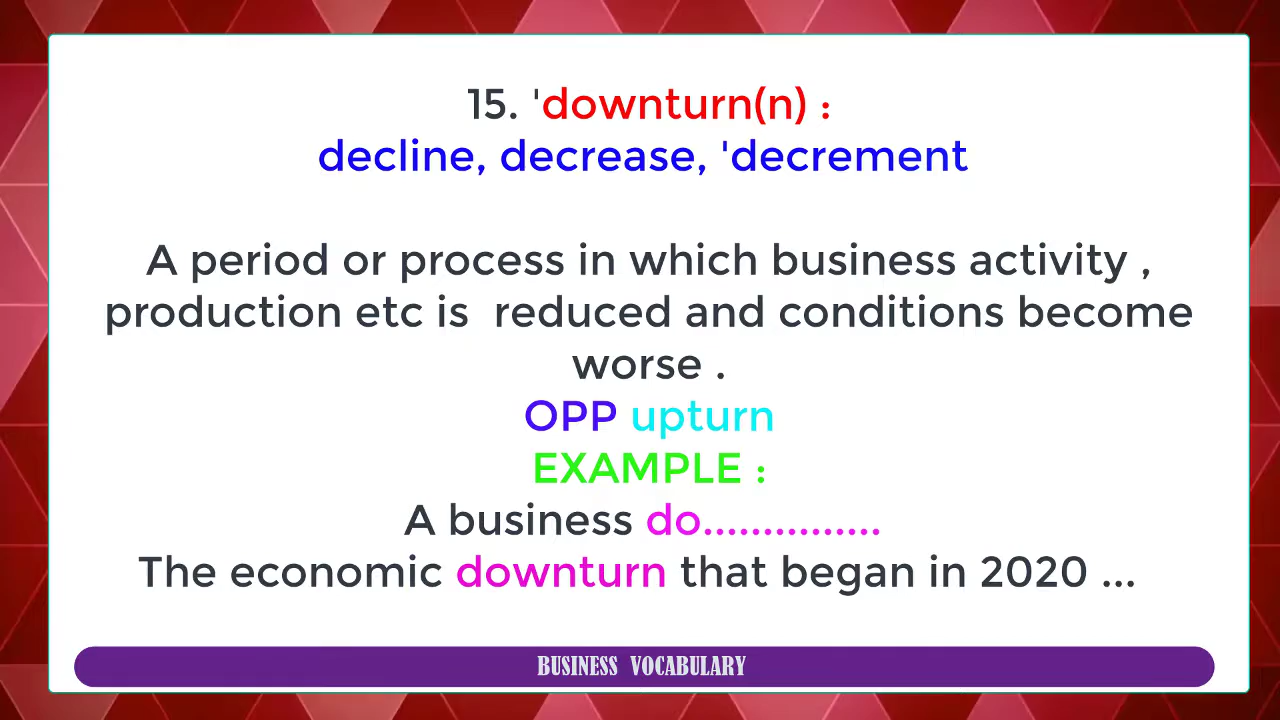 15. 'downturn(n) :
decline, decrease, 'decrement
A period or process in which business activity ,
production etc is  reduced and conditions become
worse .
OPP upturn
EXAMPLE :
A business do...............
The economic downturn that began in 2020 ...
BUSINESS VOCABULARY